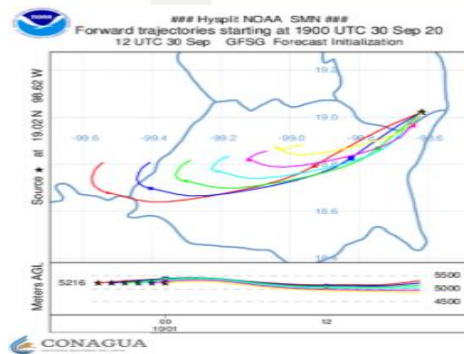 ### Hysplit NOAA SMN ###
Forward trajectories starting at 1900 UTC 30 Sep 20
12 UTC 30 Sep GFSG Forecast Initialization
Source ★ at 19.02 N 98.62 W
-99.6
-99.4
-99.2
-99.0
19.0
18.6
Meters AGL
5216
5500
5000
4500
00
12
10/01
CONAGUA